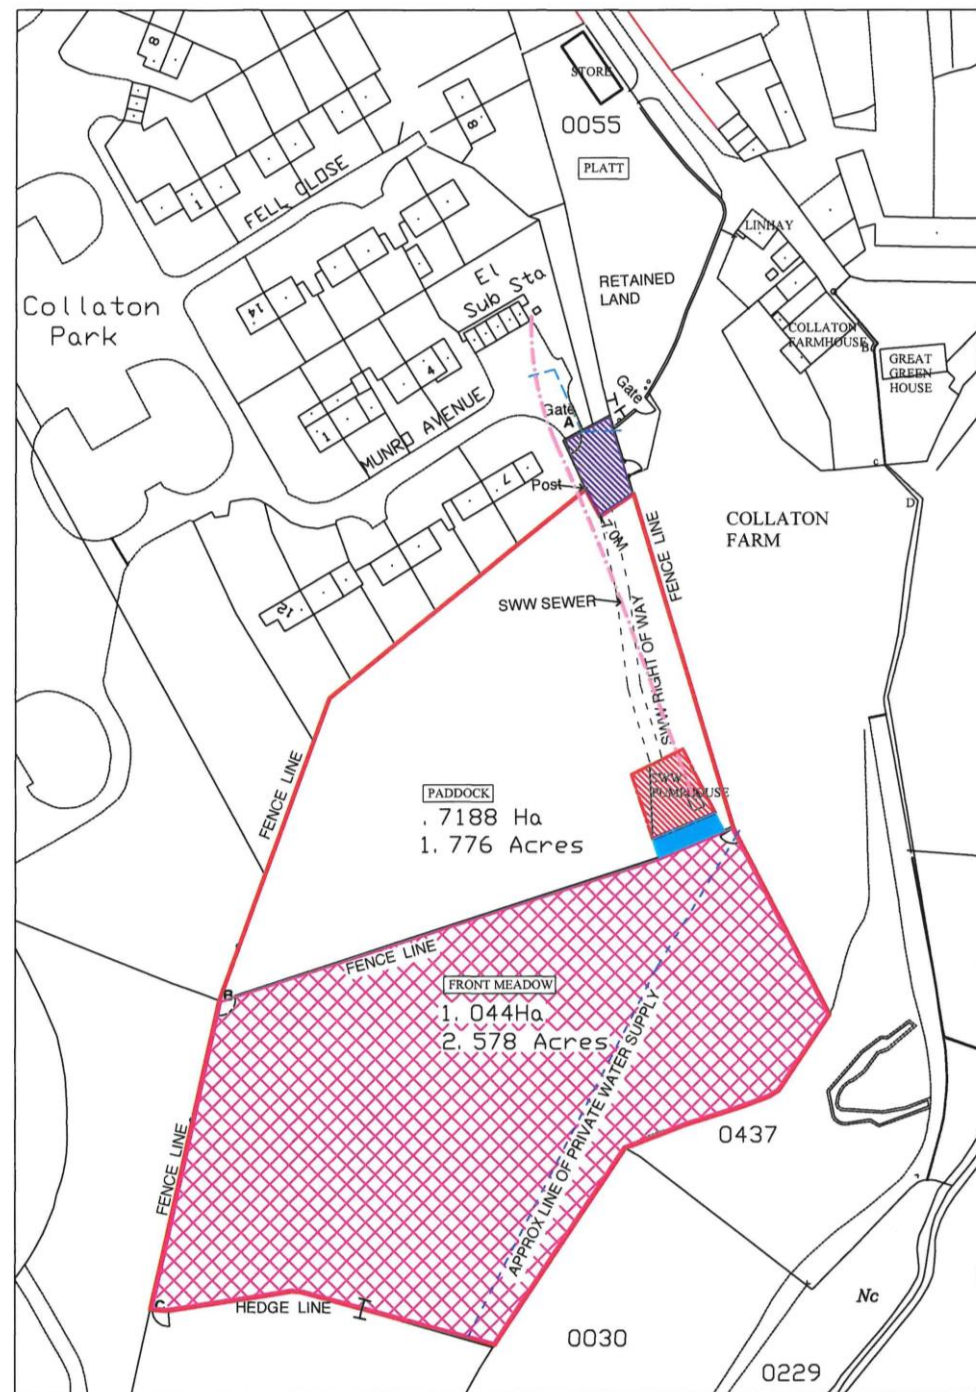 8
STORE
0055
8
PLATT
1
FELL CLOSE
LINHAY
El
Sub Sta
RETAINED
LAND
14
Collaton
Park
COLLATON
FARMHOUSE
B
GREAT
GREEN
HOUSE
4
Gate
Gate
A
1
MUNRO AVENUE
7
Post
C
D
COLLATON
FARM
FENCE LINE
SWW SEWER
12
SWW RIGHT OF WAY
FENCE LINE
PADDOCK
.7188 Ha
1.776 Acres
SWW
PUMPHOUSE
FENCE LINE
B
FRONT MEADOW
1.044Ha
2.578 Acres
APPROX LINE OF PRIVATE WATER SUPPLY
FENCE LINE
0437
C
HEDGE LINE
Nc
0030
0229